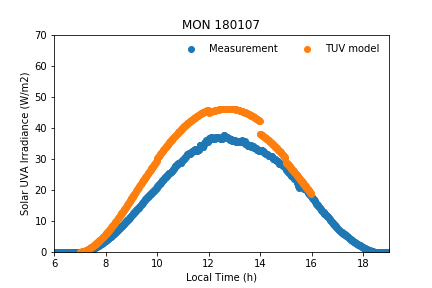 MON 180107
Measurement
TUV model
Solar UVA Irradiance (W/m2)
70
60
50
40
30
20
10
0
6 8 10 12 14 16 18
Local Time (h)